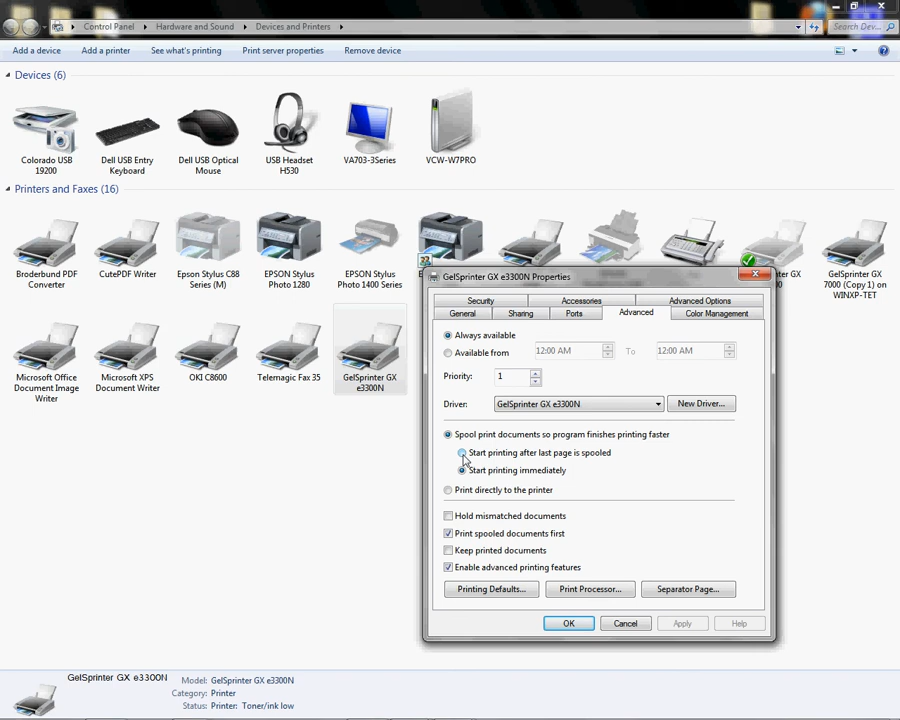 Control Panel
Hardware and Sound
Devices and Printers
Search Dev...
Add a device
Add a printer
See what's printing
Print server properties
Remove device
Devices (6)
Colorado USB
19200
Dell USB Entry
Keyboard
Dell USB Optical
Mouse
USB Headset
H530
VA703-3Series
VCW-W7PRO
Printers and Faxes (16)
Broderbund PDF
Converter
CutePDF Writer
Epson Stylus C88
Series (M)
EPSON Stylus
Photo 1280
EPSON Stylus
Photo 1400 Series
GX
GelSprinter GX
7000 (Copy 1) on
WINXP-TET
Microsoft Office
Document Image
Writer
Microsoft XPS
Document Writer
OKI C8600
Telemagic Fax 35
GelSprinter GX
e3300N
GelSprinter GX e3300N Properties
Security
Accessories
Advanced Options
General
Sharing
Ports
Advanced
Color Management
Always available
Available from
12:00 AM
To
12:00 AM
Priority:
1
Driver:
GelSprinter GX e3300N
New Driver...
Spool print documents so program finishes printing faster
Start printing after last page is spooled
Start printing immediately
Print directly to the printer
Hold mismatched documents
Print spooled documents first
Keep printed documents
Enable advanced printing features
Printing Defaults...
Print Processor...
Separator Page...
OK
Cancel
Apply
Help
GelSprinter GX e3300N
Model: GelSprinter GX e3300N
Category: Printer
Status: Printer: Toner/ink low